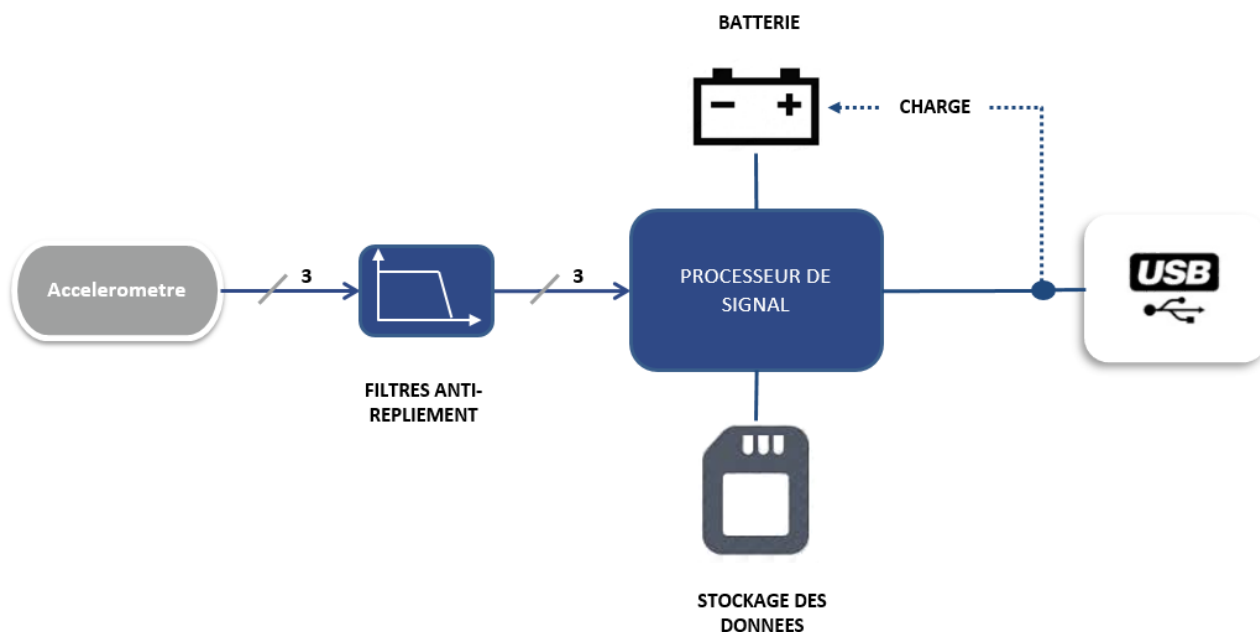 BATTERIE
CHARGE
Accelerometre
3
3
PROCESSEUR DE
SIGNAL
USB
FILTRES ANTI-
REPLIEMENT
STOCKAGE DES
DONNEES